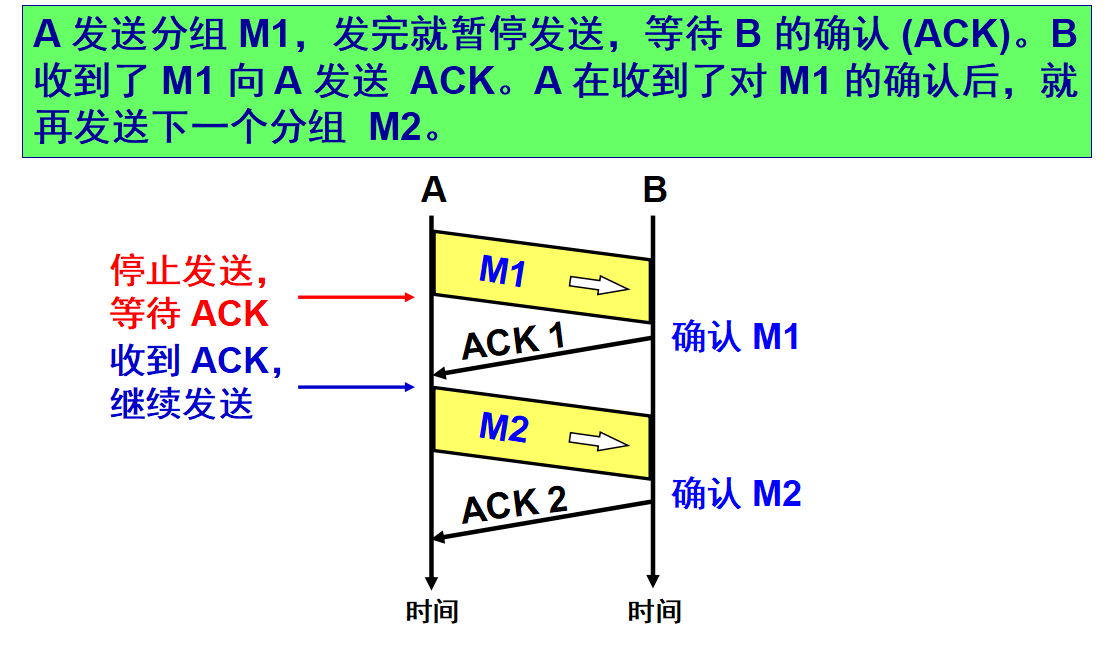 A 发送分组 M1，发完就暂停发送，等待 B 的确认 (ACK)。B
收到了 M1 向 A 发送 ACK。A 在收到了对 M1 的确认后，就
再发送下一个分组 M2。
A
B
停止发送，
等待 ACK
M1
ACK 1
确认 M1
收到 ACK，
继续发送
M2
ACK 2
确认 M2
时间
时间